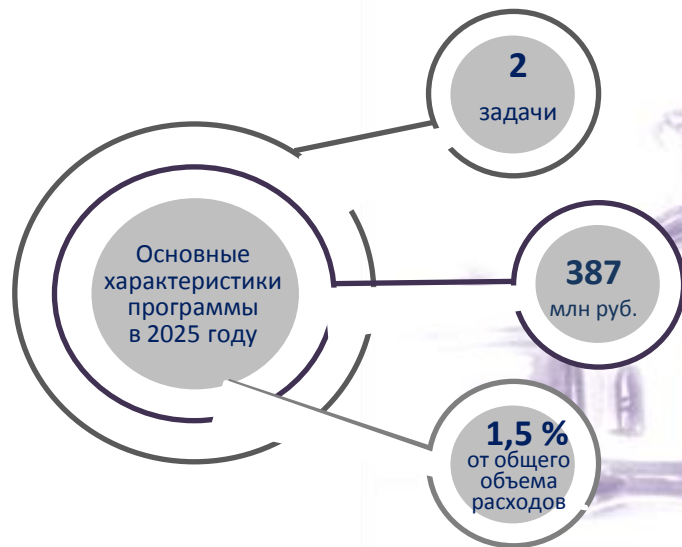 2
задачи
Основные
характеристики
программы
в 2025 году
387
млн руб.
1,5 %
от общего
объема
расходов